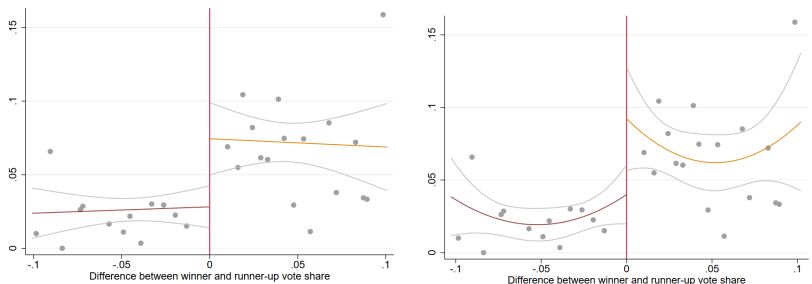 .15
.1
.05
0
-.1 -.05 0 .05 .1
Difference between winner and runner-up vote share
.15
.1
.05
0
-.1 -.05 0 .05 .1
Difference between winner and runner-up vote share